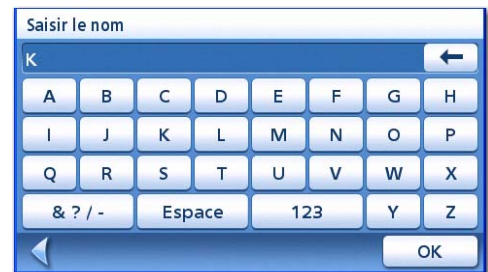 Saisir le nom
K
A B C D E F G H
I J K L M N O P
Q R S T U V W X
& ? / - Espace 123 Y Z
OK